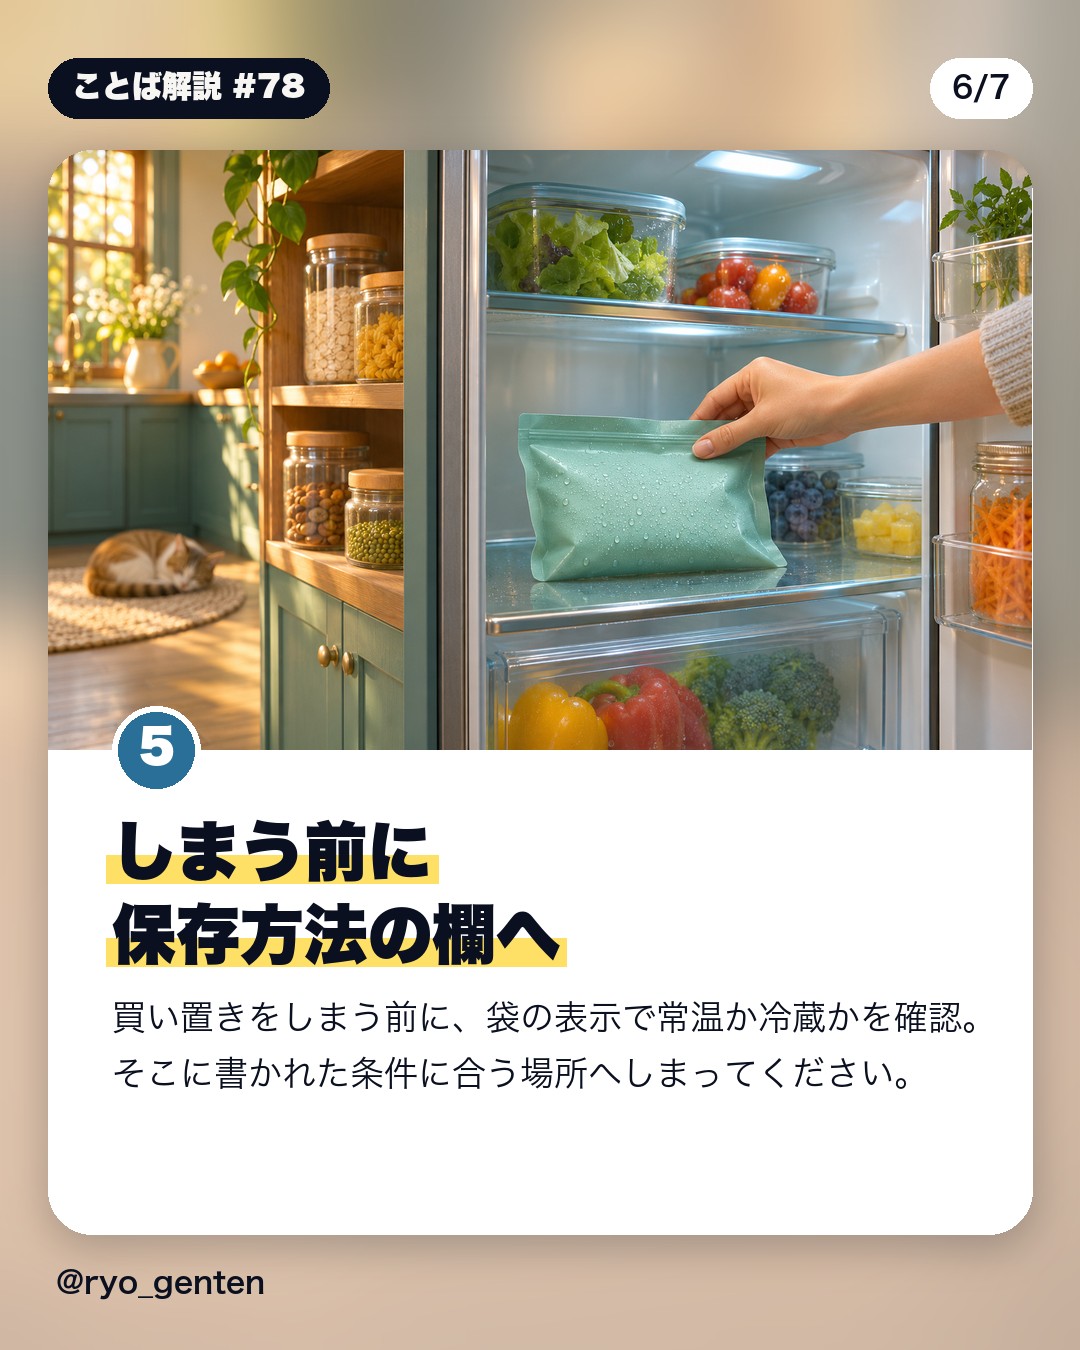 ことば解説 #78
6/7
5
しまう前に
保存方法の欄へ
買い置きをしまう前に、袋の表示で常温か冷蔵かを確認。
そこに書かれた条件に合う場所へしまってください。
@ryo_genten